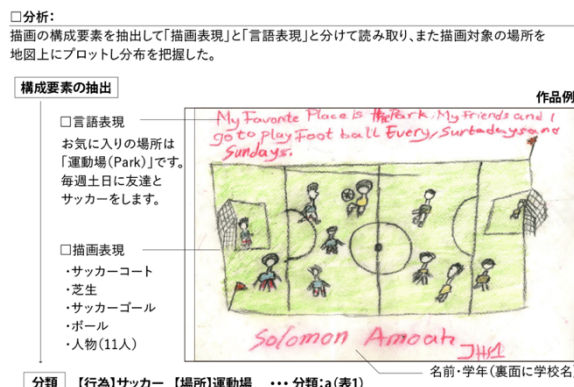 □分析:
描画の構成要素を抽出して「描画表現」と「言語表現」と分けて読み取り、また描画対象の場所を
地図上にプロットし分布を把握した。
構成要素の抽出
作品例
□言語表現
お気に入りの場所は
「運動場(Park)」です。
毎週土日に友達と
サッカーをします。
My Favorite Place is the Park. My Friends and I
go to play Foot ball Every, Surtadays and
Sundays.
□描画表現
・サッカーコート
・芝生
・サッカーゴール
・ボール
・人物(11人)
Solomon Amoah
JHS1
名前・学年(裏面に学校名)
分類 【行為】サッカー 【場所】運動場 ・・・ 分類:a(表1)